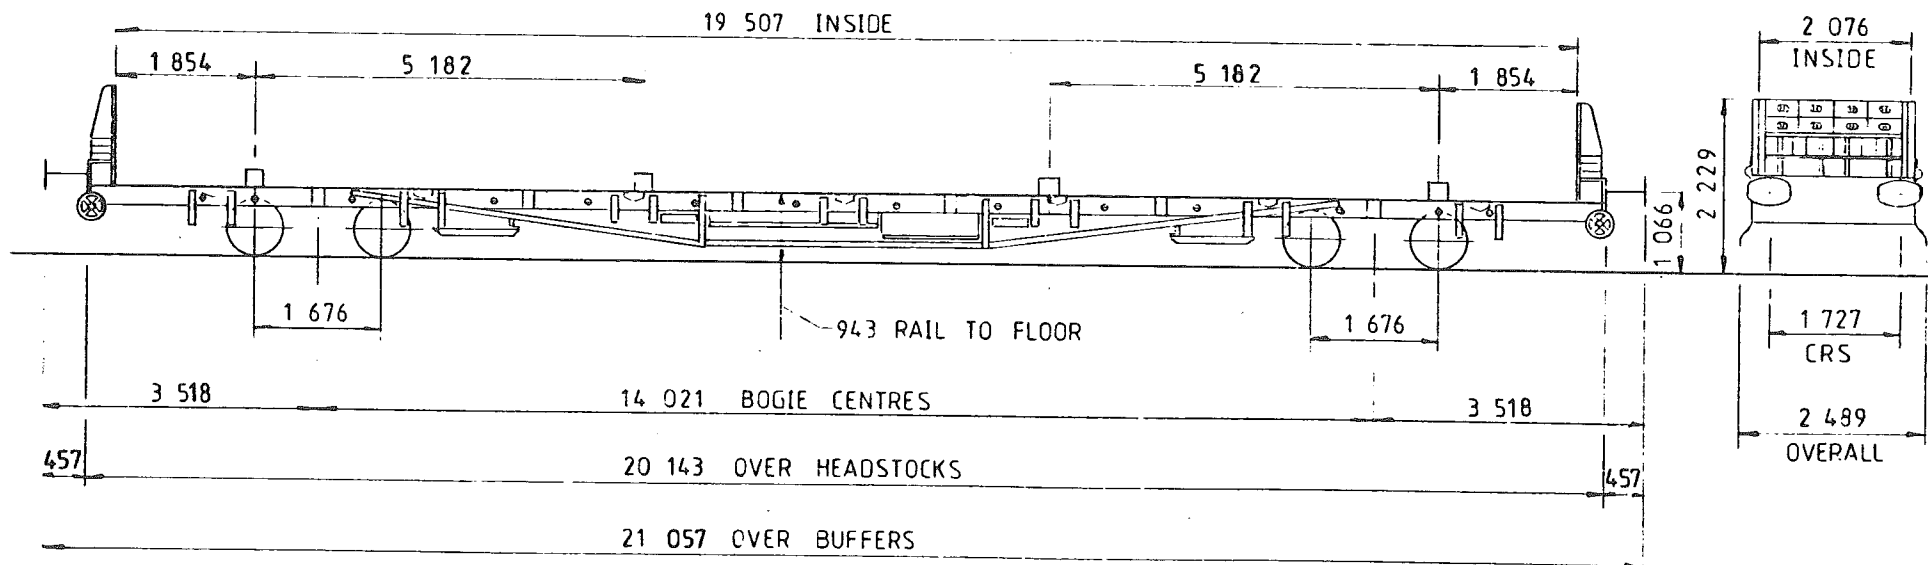 19 507 INSIDE
2 076
INSIDE
1 854
5 182
5 182
1 854
2 229
1 066
1 676
943 RAIL TO FLOOR
1 676
1 727
CRS
3 518
14 021 BOGIE CENTRES
3 518
2 489
OVERALL
457
20 143 OVER HEADSTOCKS
457
21 057 OVER BUFFERS